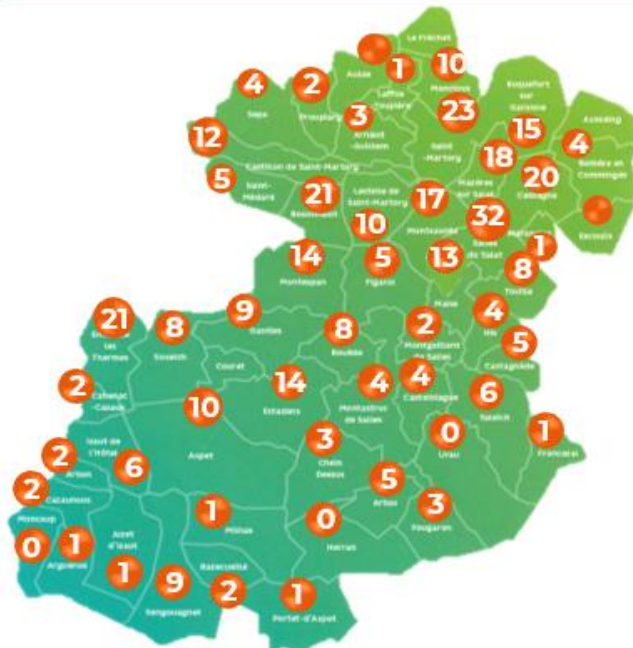 Le Fréchet
1
10
Mancioux
Roquefort
sur
Garonne
4
Sepx
2
Proupiary
3
Arnaud
-Guilhem
23
Saint
-Martory
15
Ausseing
4
12
18
Castillon de Saint-Martory
5
Saint-
Médard
21
Lestelle de
Saint-Martory
17
Mazères
sur Salat
20
Cassagne
Belbèze en
Comminges
10
Montsaunès
32
Salies
du Salat
1
14
Montespan
5
Figarol
13
Mane
8
Touille
21
les
Thermes
8
Soueich
9
Ganties
8
Rouède
2
Montgaillard
de Salies
4
His
5
Castagnède
Couret
2
Cabanac
-Cazaux
10
Aspet
14
Estadens
4
Montastruc
de Salies
4
Castelbiague
6
Saleich
Izaut de
l'Hôtel
3
Chein
Dessus
0
Urau
1
Francazal
2
Arbon
6
2
Cazaunous
5
Arbas
3
Fougaron
Moncaup
0
1
Arguenos
Juzet
d'Izaut
1
1
Milhas
0
Herran
9
Sengouagnet
Razecueillé
2
1
Portet-d'Aspet